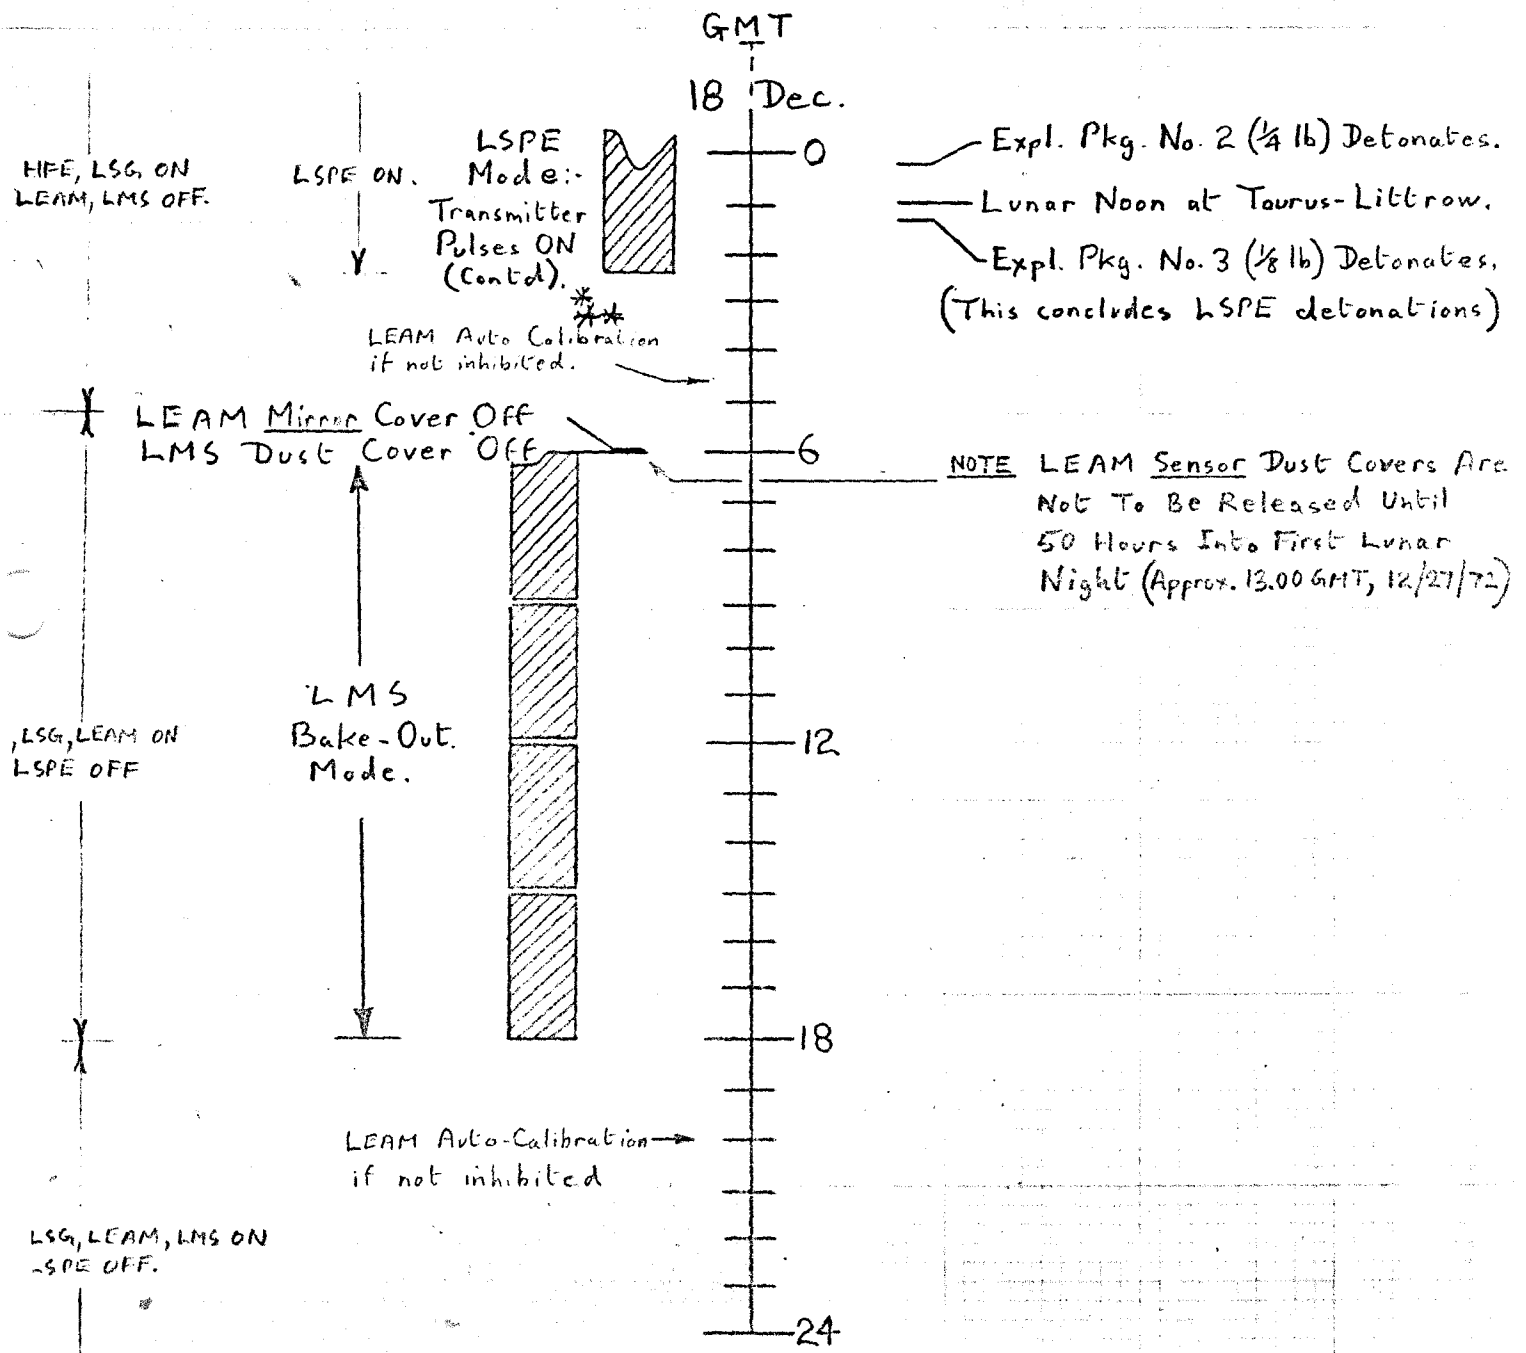 GMT
18 Dec.
HFE, LSG, ON
LEAM, LMS OFF.
LSPE ON.
LSPE
Mode:-
Transmitter
Pulses ON
(Contd).
0
Expl. Pkg. No. 2 (1/4 lb) Detonates.
Lunar Noon at Taurus-Littrow.
Expl. Pkg. No. 3 (1/8 lb) Detonates.
(This concludes LSPE detonations)
***
LEAM Auto Calibration
if not inhibited.
LEAM Mirror Cover Off
LMS Dust Cover Off
6
NOTE LEAM Sensor Dust Covers Are
Not To Be Released Until
50 Hours Into First Lunar
Night (Approx. 13.00 GMT, 12/27/72)
, LSG, LEAM ON
LSPE OFF
LMS
Bake-Out.
Mode.
12
18
LEAM Auto-Calibration
if not inhibited
LSG, LEAM, LMS ON
SPE OFF.
24